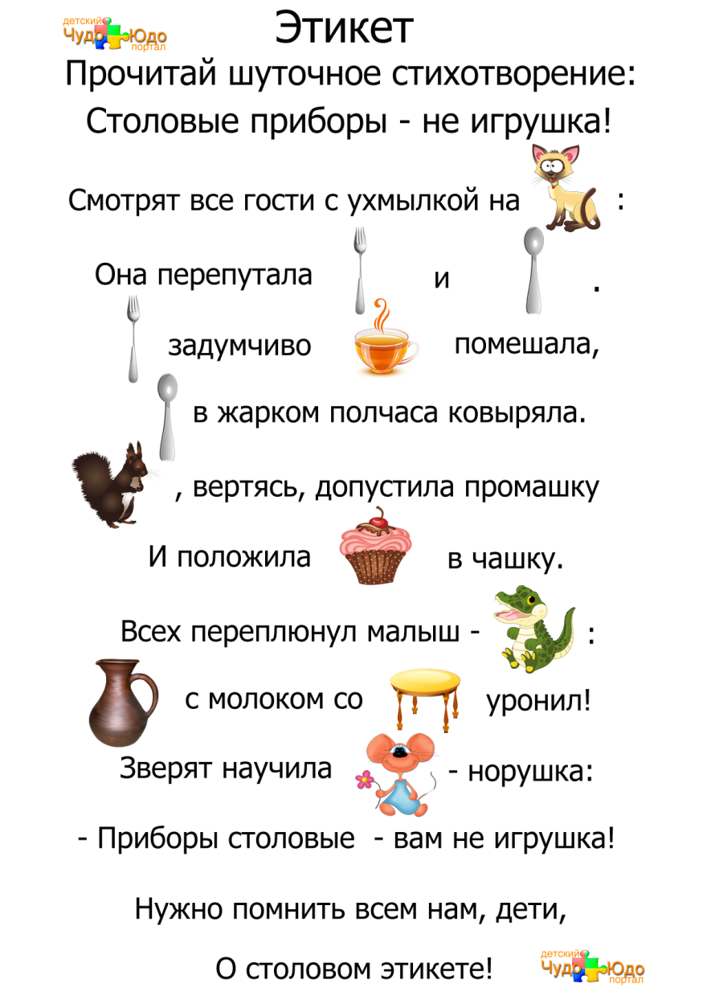 детский
Чудо Юдо
портал
Этикет
Прочитай шуточное стихотворение:
Столовые приборы - не игрушка!
Смотрят все гости с ухмылкой на :
Она перепутала и .
задумчиво помешала,
в жарком полчаса ковыряла.
, вертясь, допустила промашку
И положила в чашку.
Всех переплюнул малыш - :
с молоком со уронил!
Зверят научила - норушка:
- Приборы столовые - вам не игрушка!
Нужно помнить всем нам, дети,
О столовом этикете!
детский
Чудо Юдо
портал